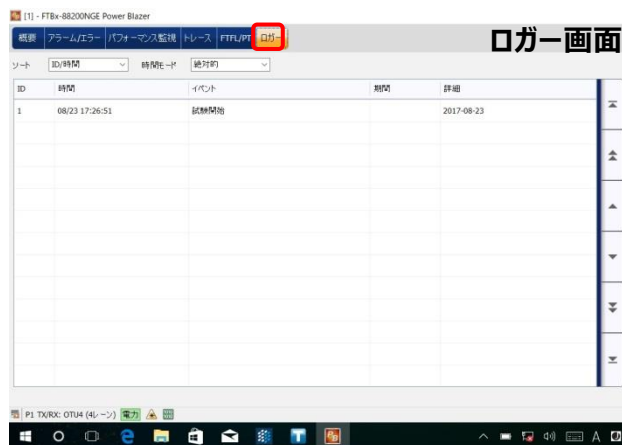 [1] - FTBx-88200NGE Power Blazer
ロガー画面
概要 アラーム/エラー パフォーマンス監視 トレース FTFL/PT ロガー
ソート ID/時間 時間モード 絶対的
ID 時間 イベント 期間 詳細
1 08/23 17:26:51 試験開始 2017-08-23
P1 TX/RX: OTU4 (4レーン) 電力